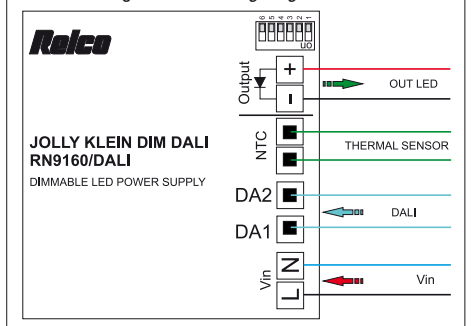 Relco
6 5 4 3 2 1
uo
Output
+
-
OUT LED
NTC
THERMAL SENSOR
JOLLY KLEIN DIM DALI
RN9160/DALI
DIMMABLE LED POWER SUPPLY
DA2
DALI
DA1
Vin
N
L
Vin